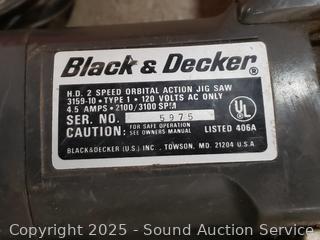 Black & Decker®
H.D. 2 SPEED ORBITAL ACTION JIG SAW
3159-10 • TYPE 1 • 120 VOLTS AC ONLY
4.5 AMPS • 2100/3100 SPM
SER. NO. 5975
CAUTION: FOR SAFE OPERATION SEE OWNERS MANUAL
UL ®
LISTED 406A
BLACK&DECKER (U.S.) INC., TOWSON, MD. 21204 U.S.A.
Copyright 2025 - Sound Auction Service